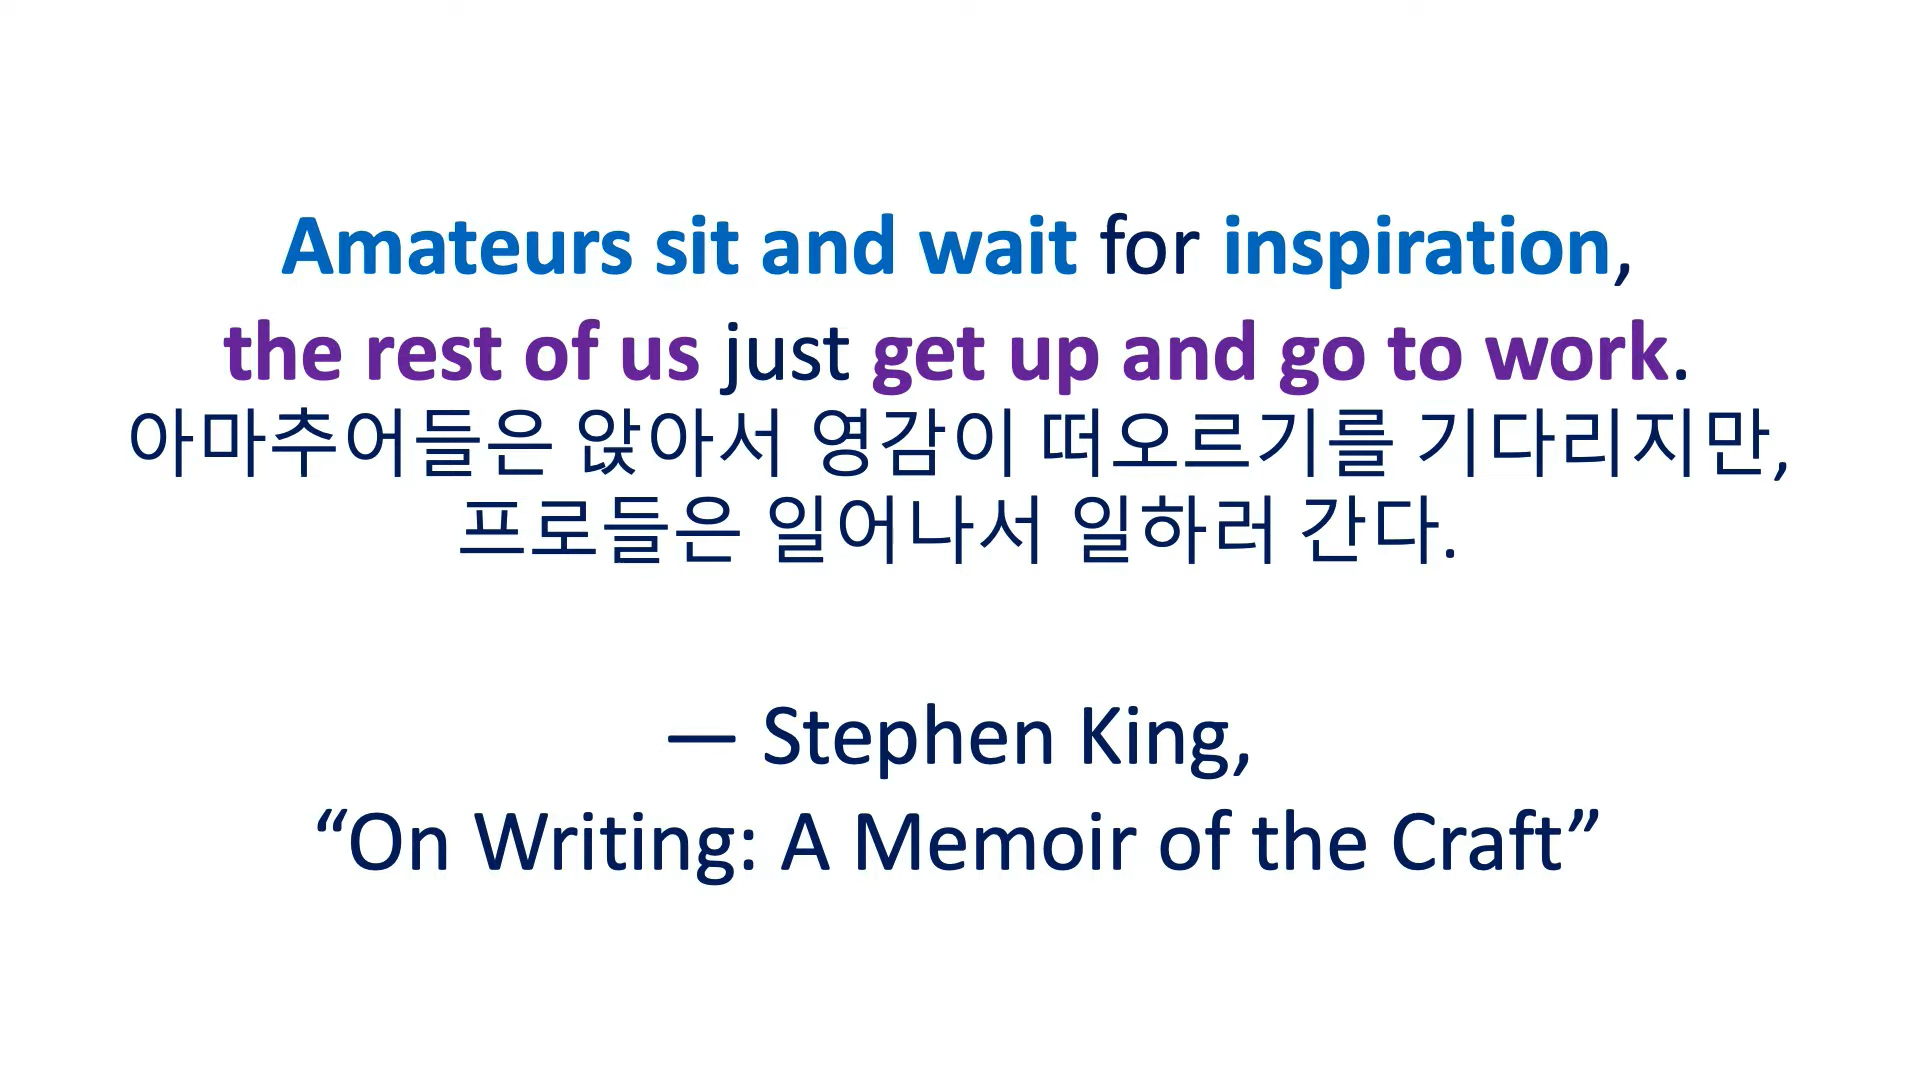 Amateurs sit and wait for inspiration,
the rest of us just get up and go to work.
아마추어들은 앉아서 영감이 떠오르기를 기다리지만,
프로들은 일어나서 일하러 간다.
— Stephen King,
“On Writing: A Memoir of the Craft”